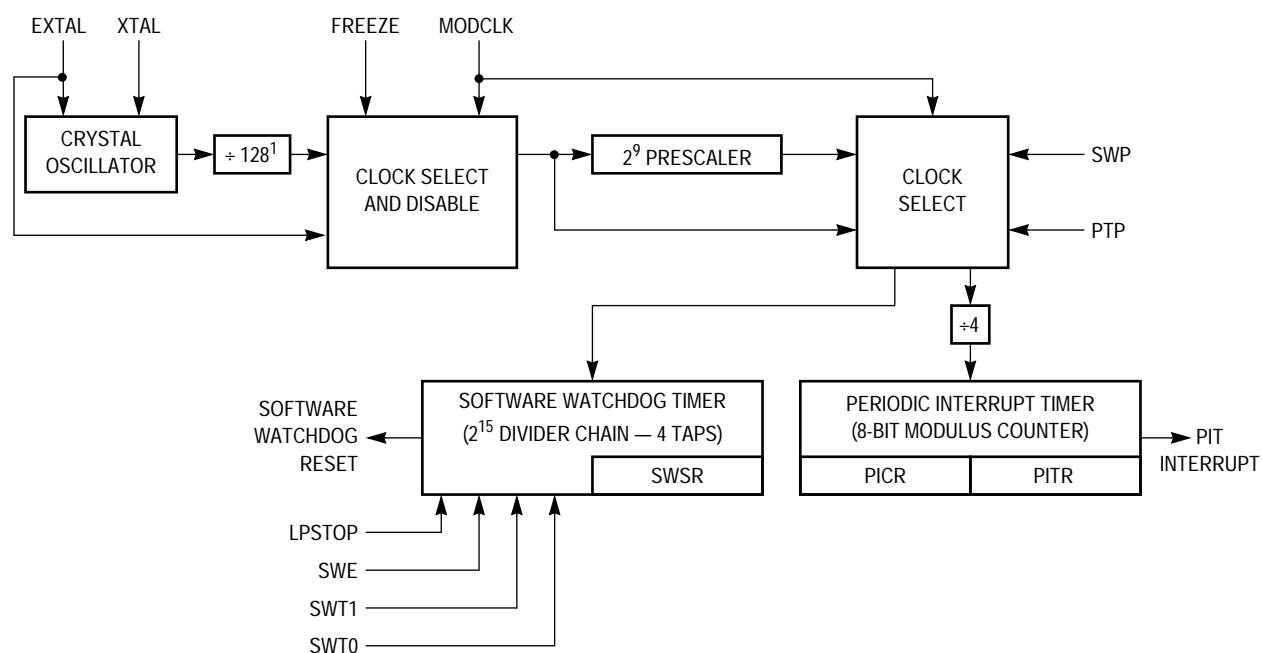 EXTAL XTAL FREEZE MODCLK
CRYSTAL
OSCILLATOR
÷ 128¹
CLOCK SELECT
AND DISABLE
2⁹ PRESCALER
CLOCK
SELECT
SWP
PTP
÷4
SOFTWARE
WATCHDOG
RESET
SOFTWARE WATCHDOG TIMER
(2¹⁵ DIVIDER CHAIN — 4 TAPS)
SWSR
PERIODIC INTERRUPT TIMER
(8-BIT MODULUS COUNTER)
PICR PITR
PIT
INTERRUPT
LPSTOP
SWE
SWT1
SWT0